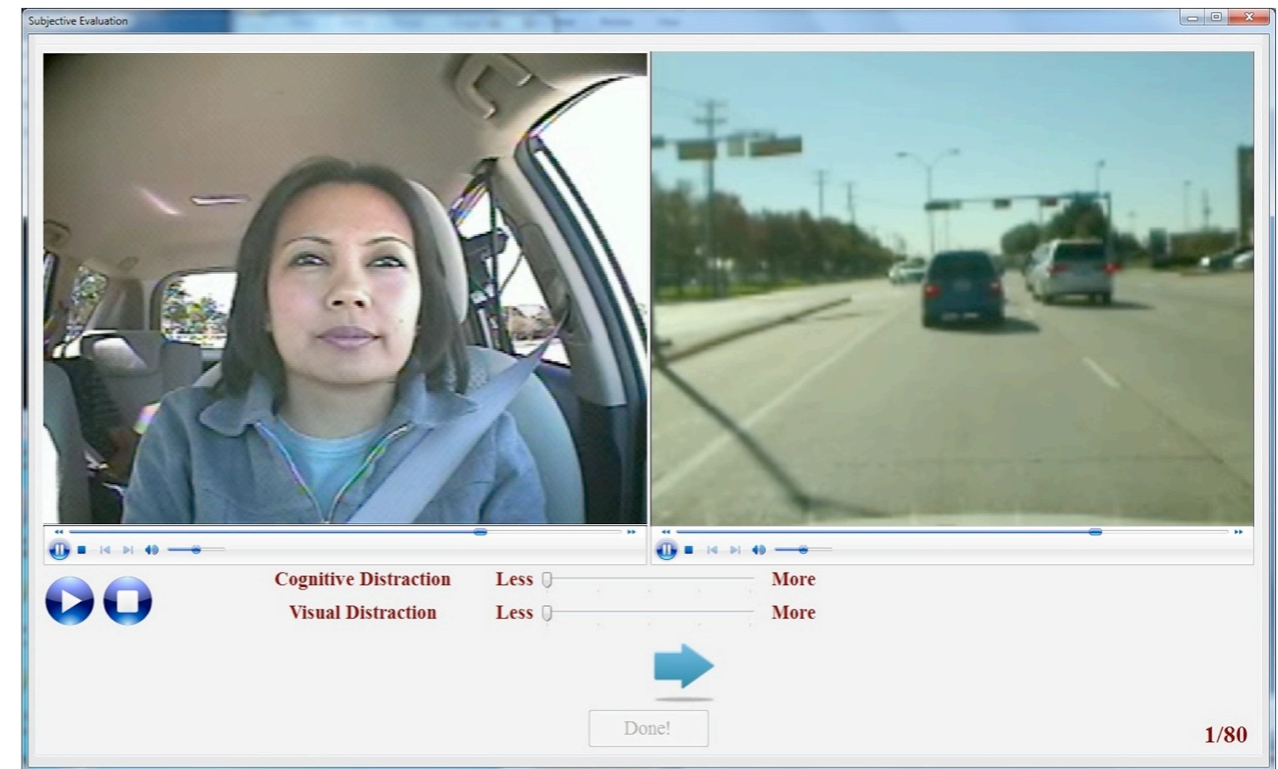 Subjective Evaluation
Cognitive Distraction Less More
Visual Distraction Less More
Done!
1/80